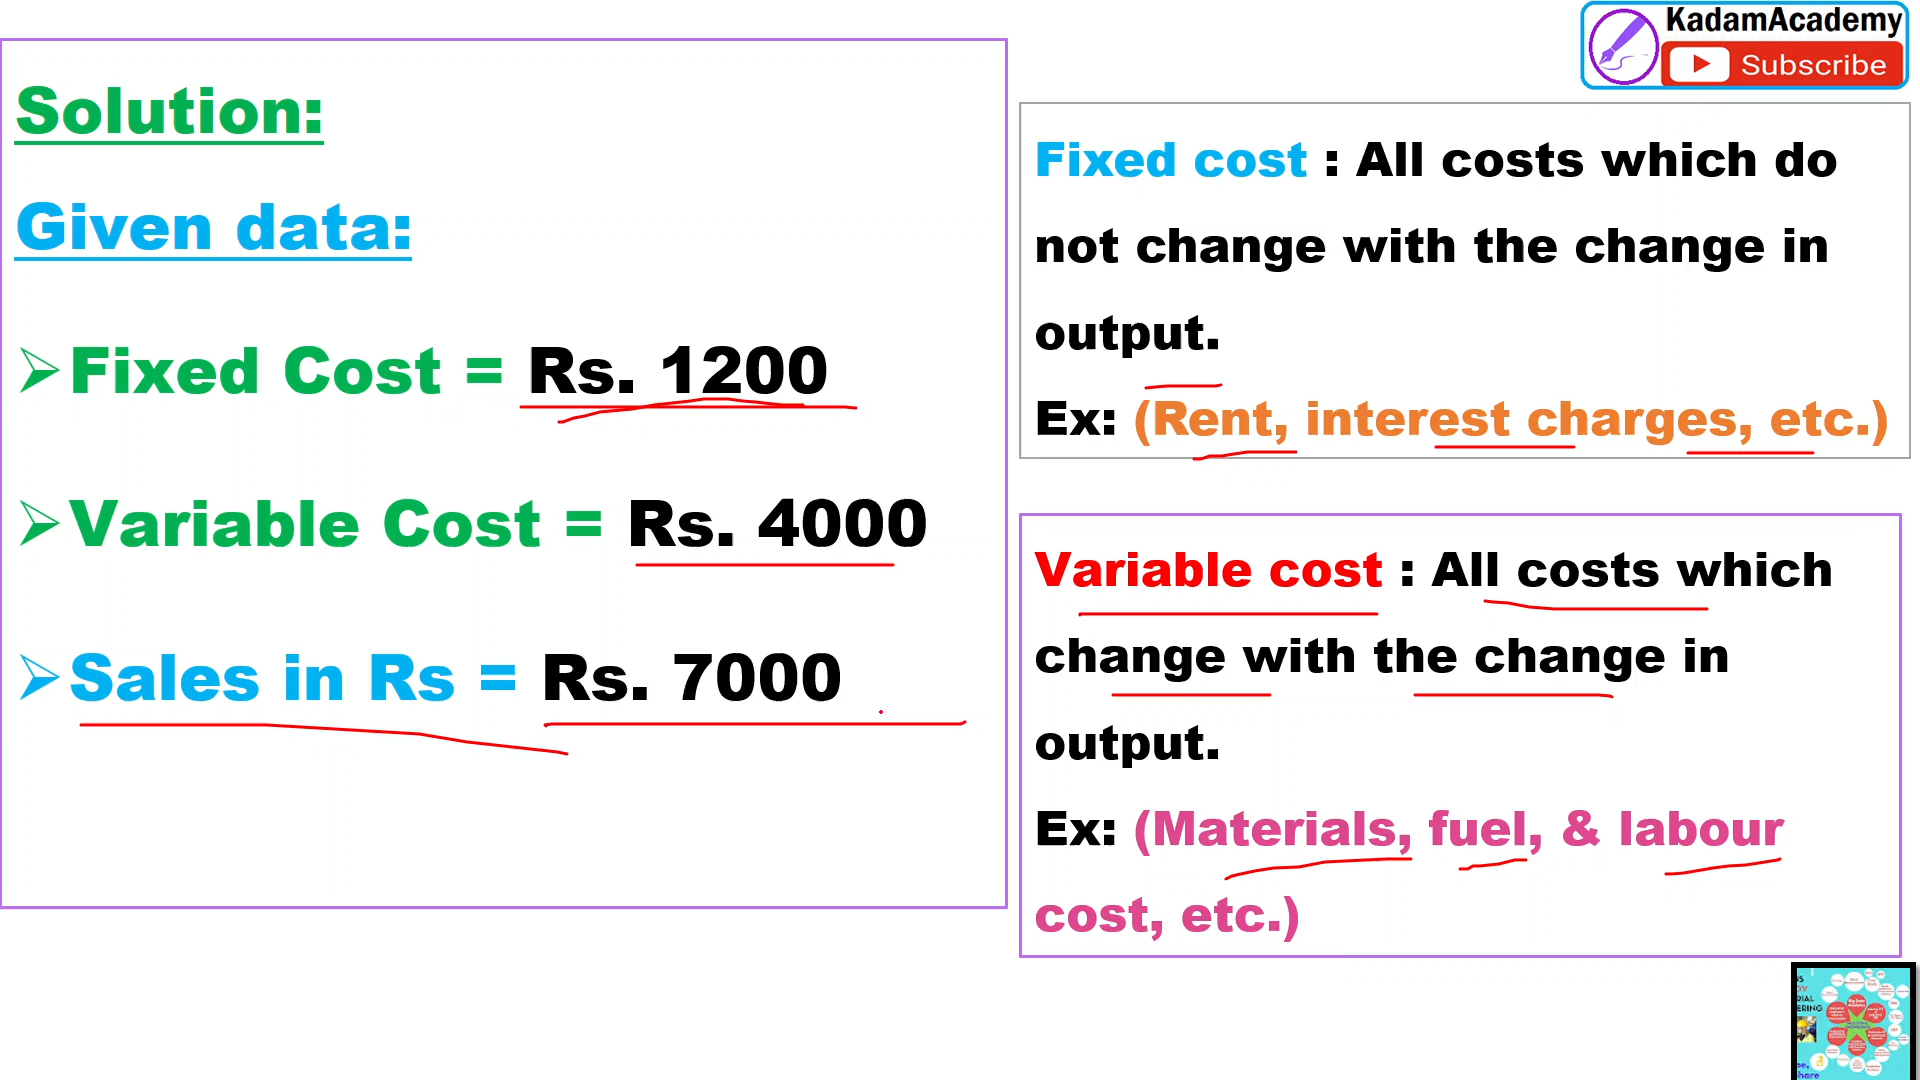 KadamAcademy
Subscribe
Solution:
Given data:
Fixed Cost = Rs. 1200
Variable Cost = Rs. 4000
Sales in Rs = Rs. 7000
Fixed cost : All costs which do
not change with the change in
output.
Ex: (Rent, interest charges, etc.)
Variable cost : All costs which
change with the change in
output.
Ex: (Materials, fuel, & labour
cost, etc.)